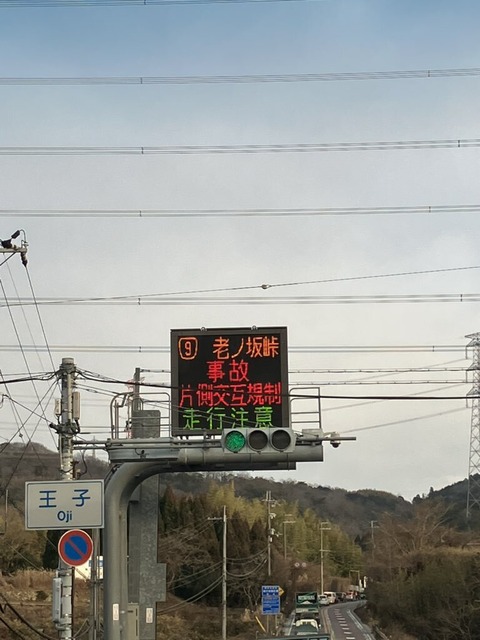 ⑨ 老ノ坂峠
事故
片側交互規制
走行注意
王子
Oji